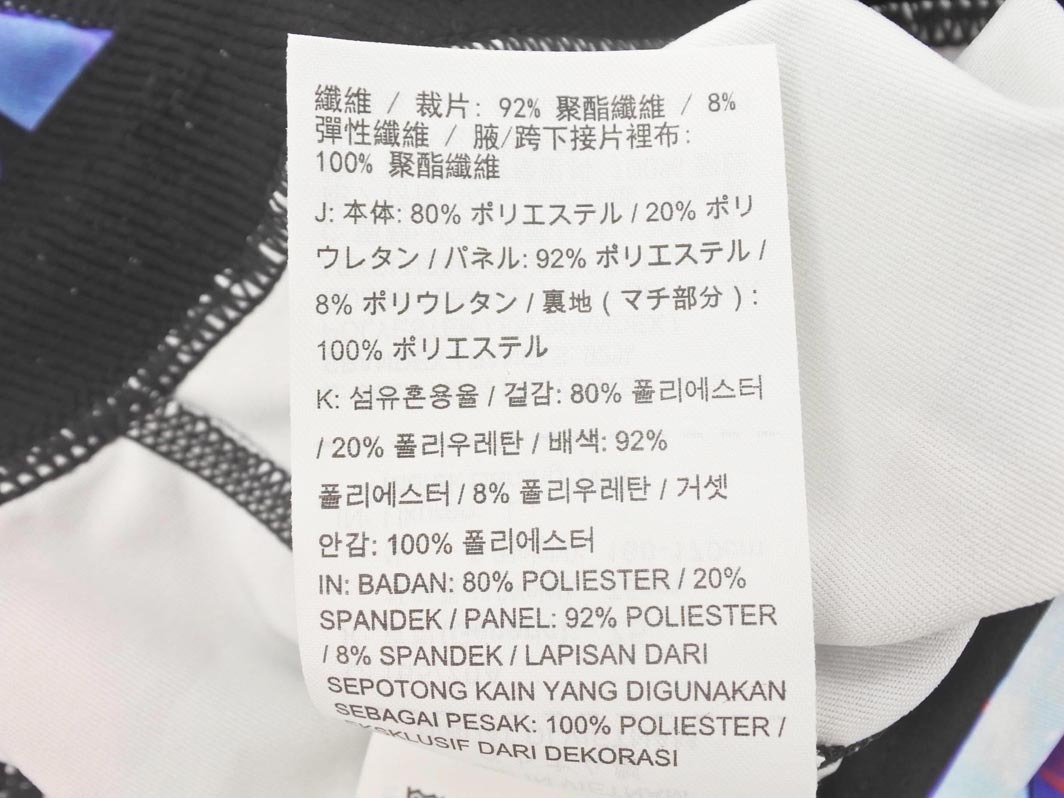 纖維 / 裁片: 92% 聚酯纖維 / 8%
彈性纖維 / 腋/跨下接片裡布:
100% 聚酯纖維
J: 本体: 80% ポリエステル / 20% ポリ
ウレタン / パネル: 92% ポリエステル /
8% ポリウレタン / 裏地 ( マチ部分 ) :
100% ポリエステル
K: 섬유혼용율 / 겉감: 80% 폴리에스터
/ 20% 폴리우레탄 / 배색: 92%
폴리에스터 / 8% 폴리우레탄 / 거셋
안감: 100% 폴리에스터
IN: BADAN: 80% POLIESTER / 20%
SPANDEK / PANEL: 92% POLIESTER
/ 8% SPANDEK / LAPISAN DARI
SEPOTONG KAIN YANG DIGUNAKAN
SEBAGAI PESAK: 100% POLIESTER /
EKSKLUSIF DARI DEKORASI